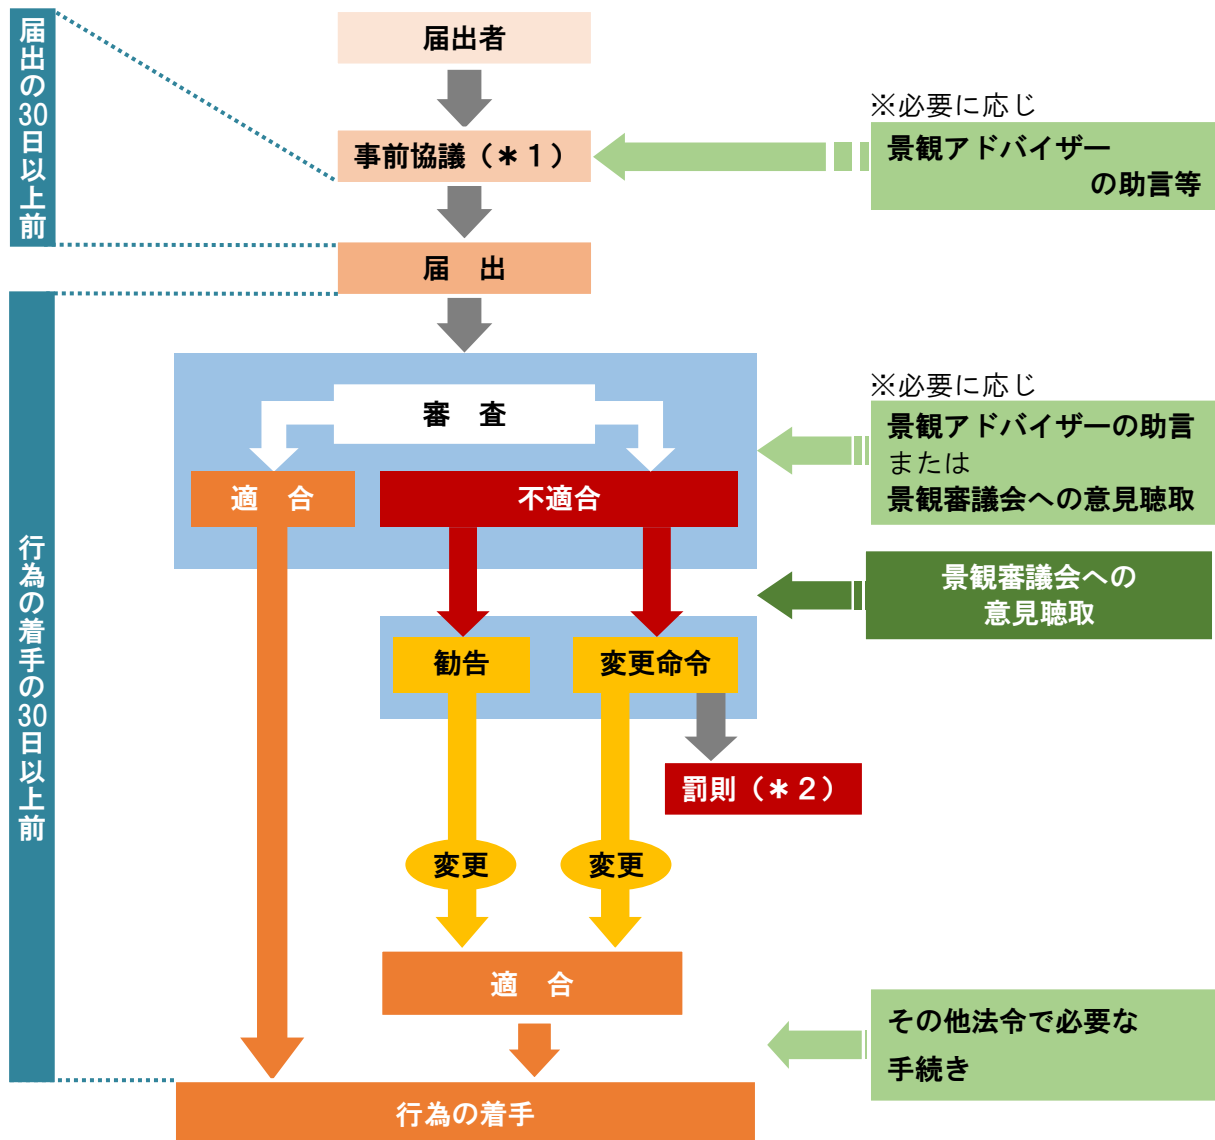 届出の30日以上前
届出者
※必要に応じ
事前協議（＊１）
景観アドバイザー
の助言等
届　出
行為の着手の30日以上前
審　査
※必要に応じ
景観アドバイザーの助言
または
景観審議会への意見聴取
適　合
不適合
景観審議会への
意見聴取
勧告
変更命令
罰則（＊２）
変更
変更
適　合
その他法令で必要な
手続き
行為の着手